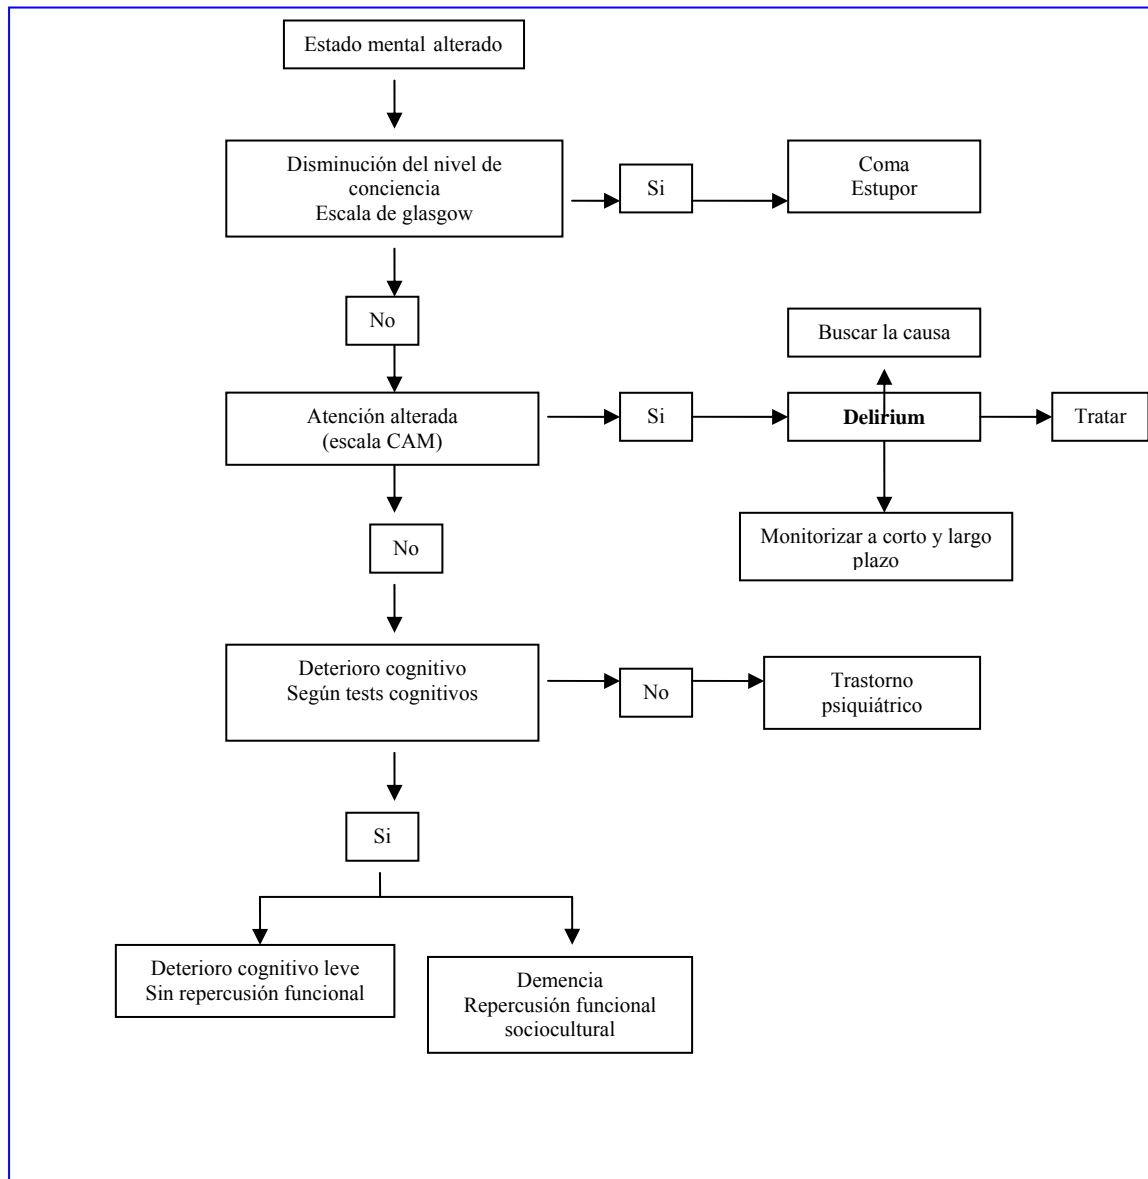 Estado mental alterado
Disminución del nivel de
conciencia
Escala de glasgow
Si
Coma
Estupor
No
Buscar la causa
Atención alterada
(escala CAM)
Si
Delirium
Tratar
Monitorizar a corto y largo
plazo
No
Deterioro cognitivo
Según tests cognitivos
No
Trastorno
psiquiátrico
Si
Deterioro cognitivo leve
Sin repercusión funcional
Demencia
Repercusión funcional
sociocultural